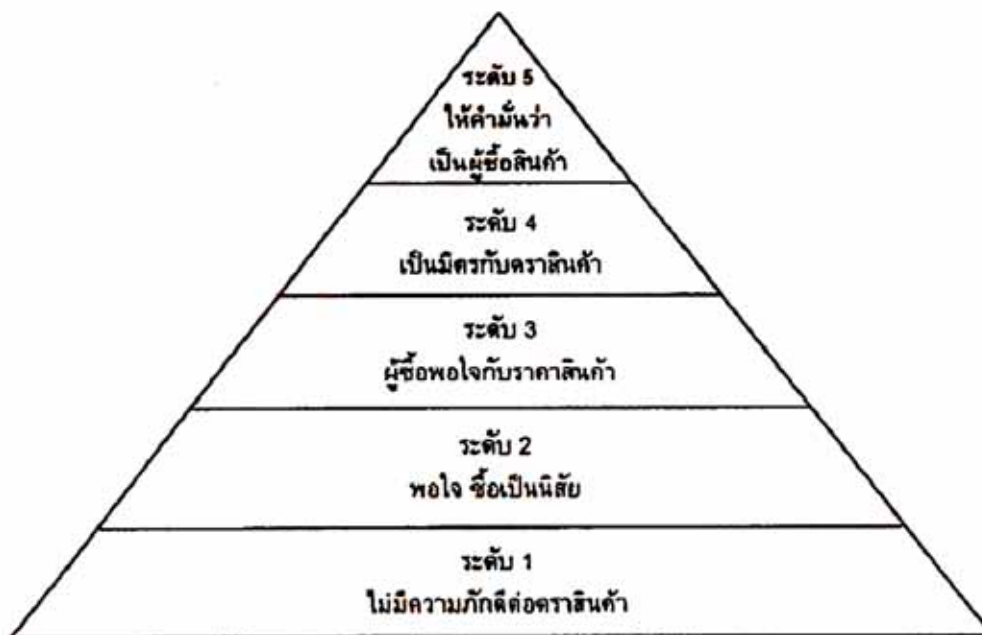 ระดับ 5
ให้คำมั่นว่า
เป็นผู้ซื้อสินค้า
ระดับ 4
เป็นมิตรกับตราสินค้า
ระดับ 3
ผู้ซื้อพอใจกับราคาสินค้า
ระดับ 2
พอใจ ซื้อเป็นนิสัย
ระดับ 1
ไม่มีความภักดีต่อตราสินค้า